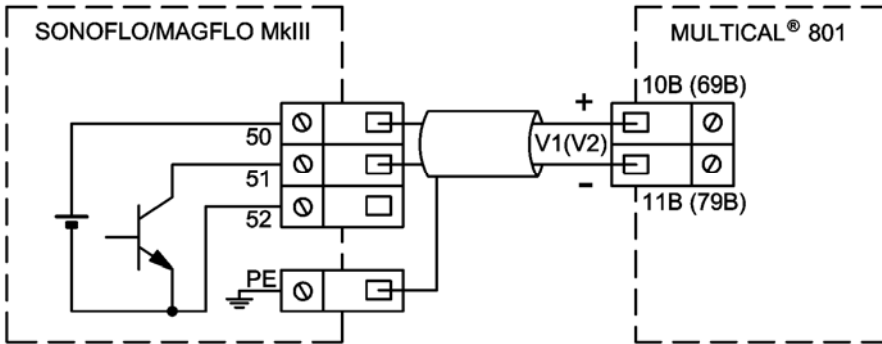 SONOFLO/MAGFLO MkIII
MULTICAL® 801
10B (69B)
+
50
V1(V2)
51
-
11B (79B)
52
PE